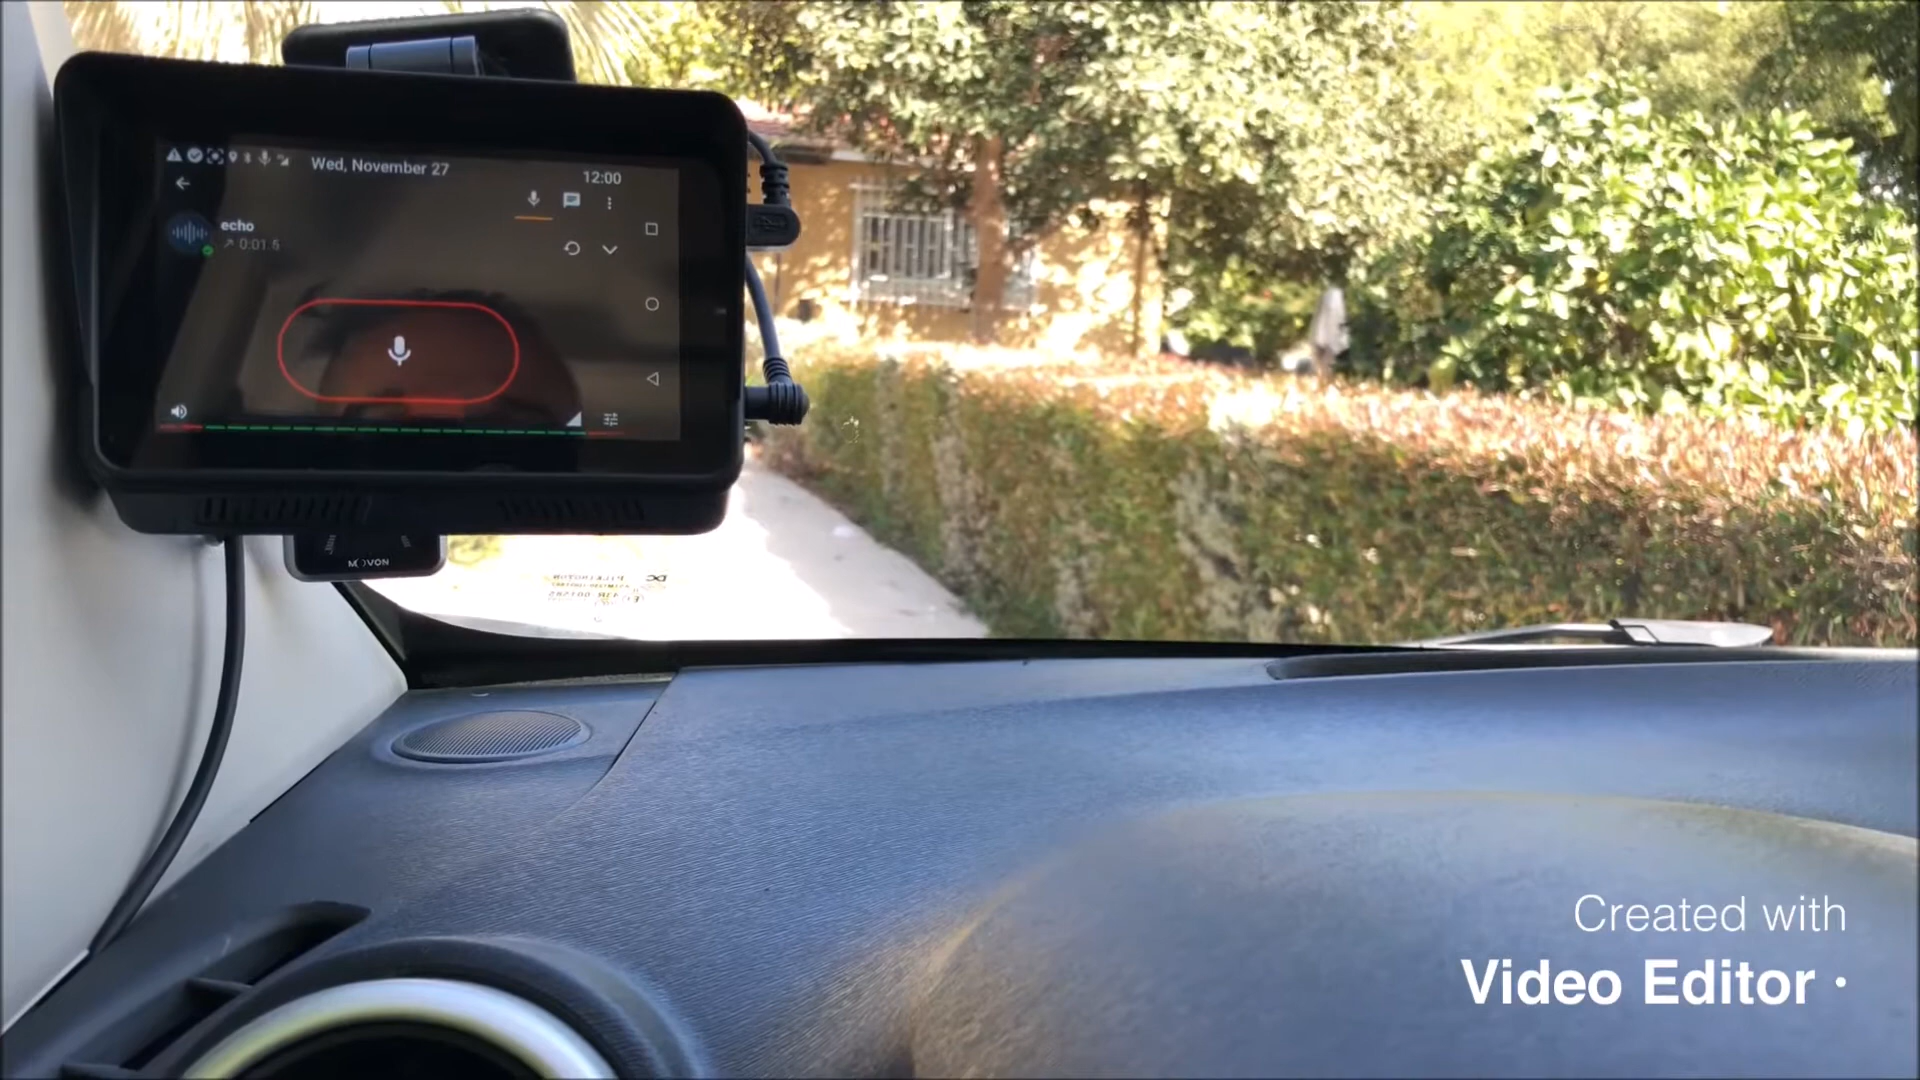 Wed, November 27
12:00
echo
0:01.5
MOVON
Created with
Video Editor